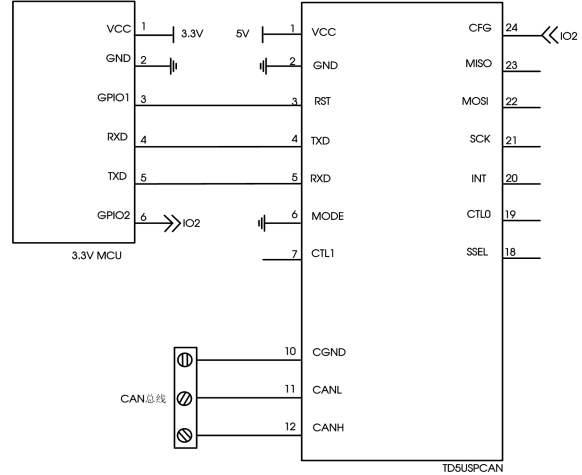 VCC 1 3.3V 5V 1 VCC CFG 24 IO2
GND 2 2 GND MISO 23
GPIO1 3 3 RST MOSI 22
RXD 4 4 TXD SCK 21
TXD 5 5 RXD INT 20
GPIO2 6 IO2 6 MODE CTL0 19
3.3V MCU 7 CTL1 SSEL 18
10 CGND
CAN总线 11 CANL
12 CANH
TD5USPCAN